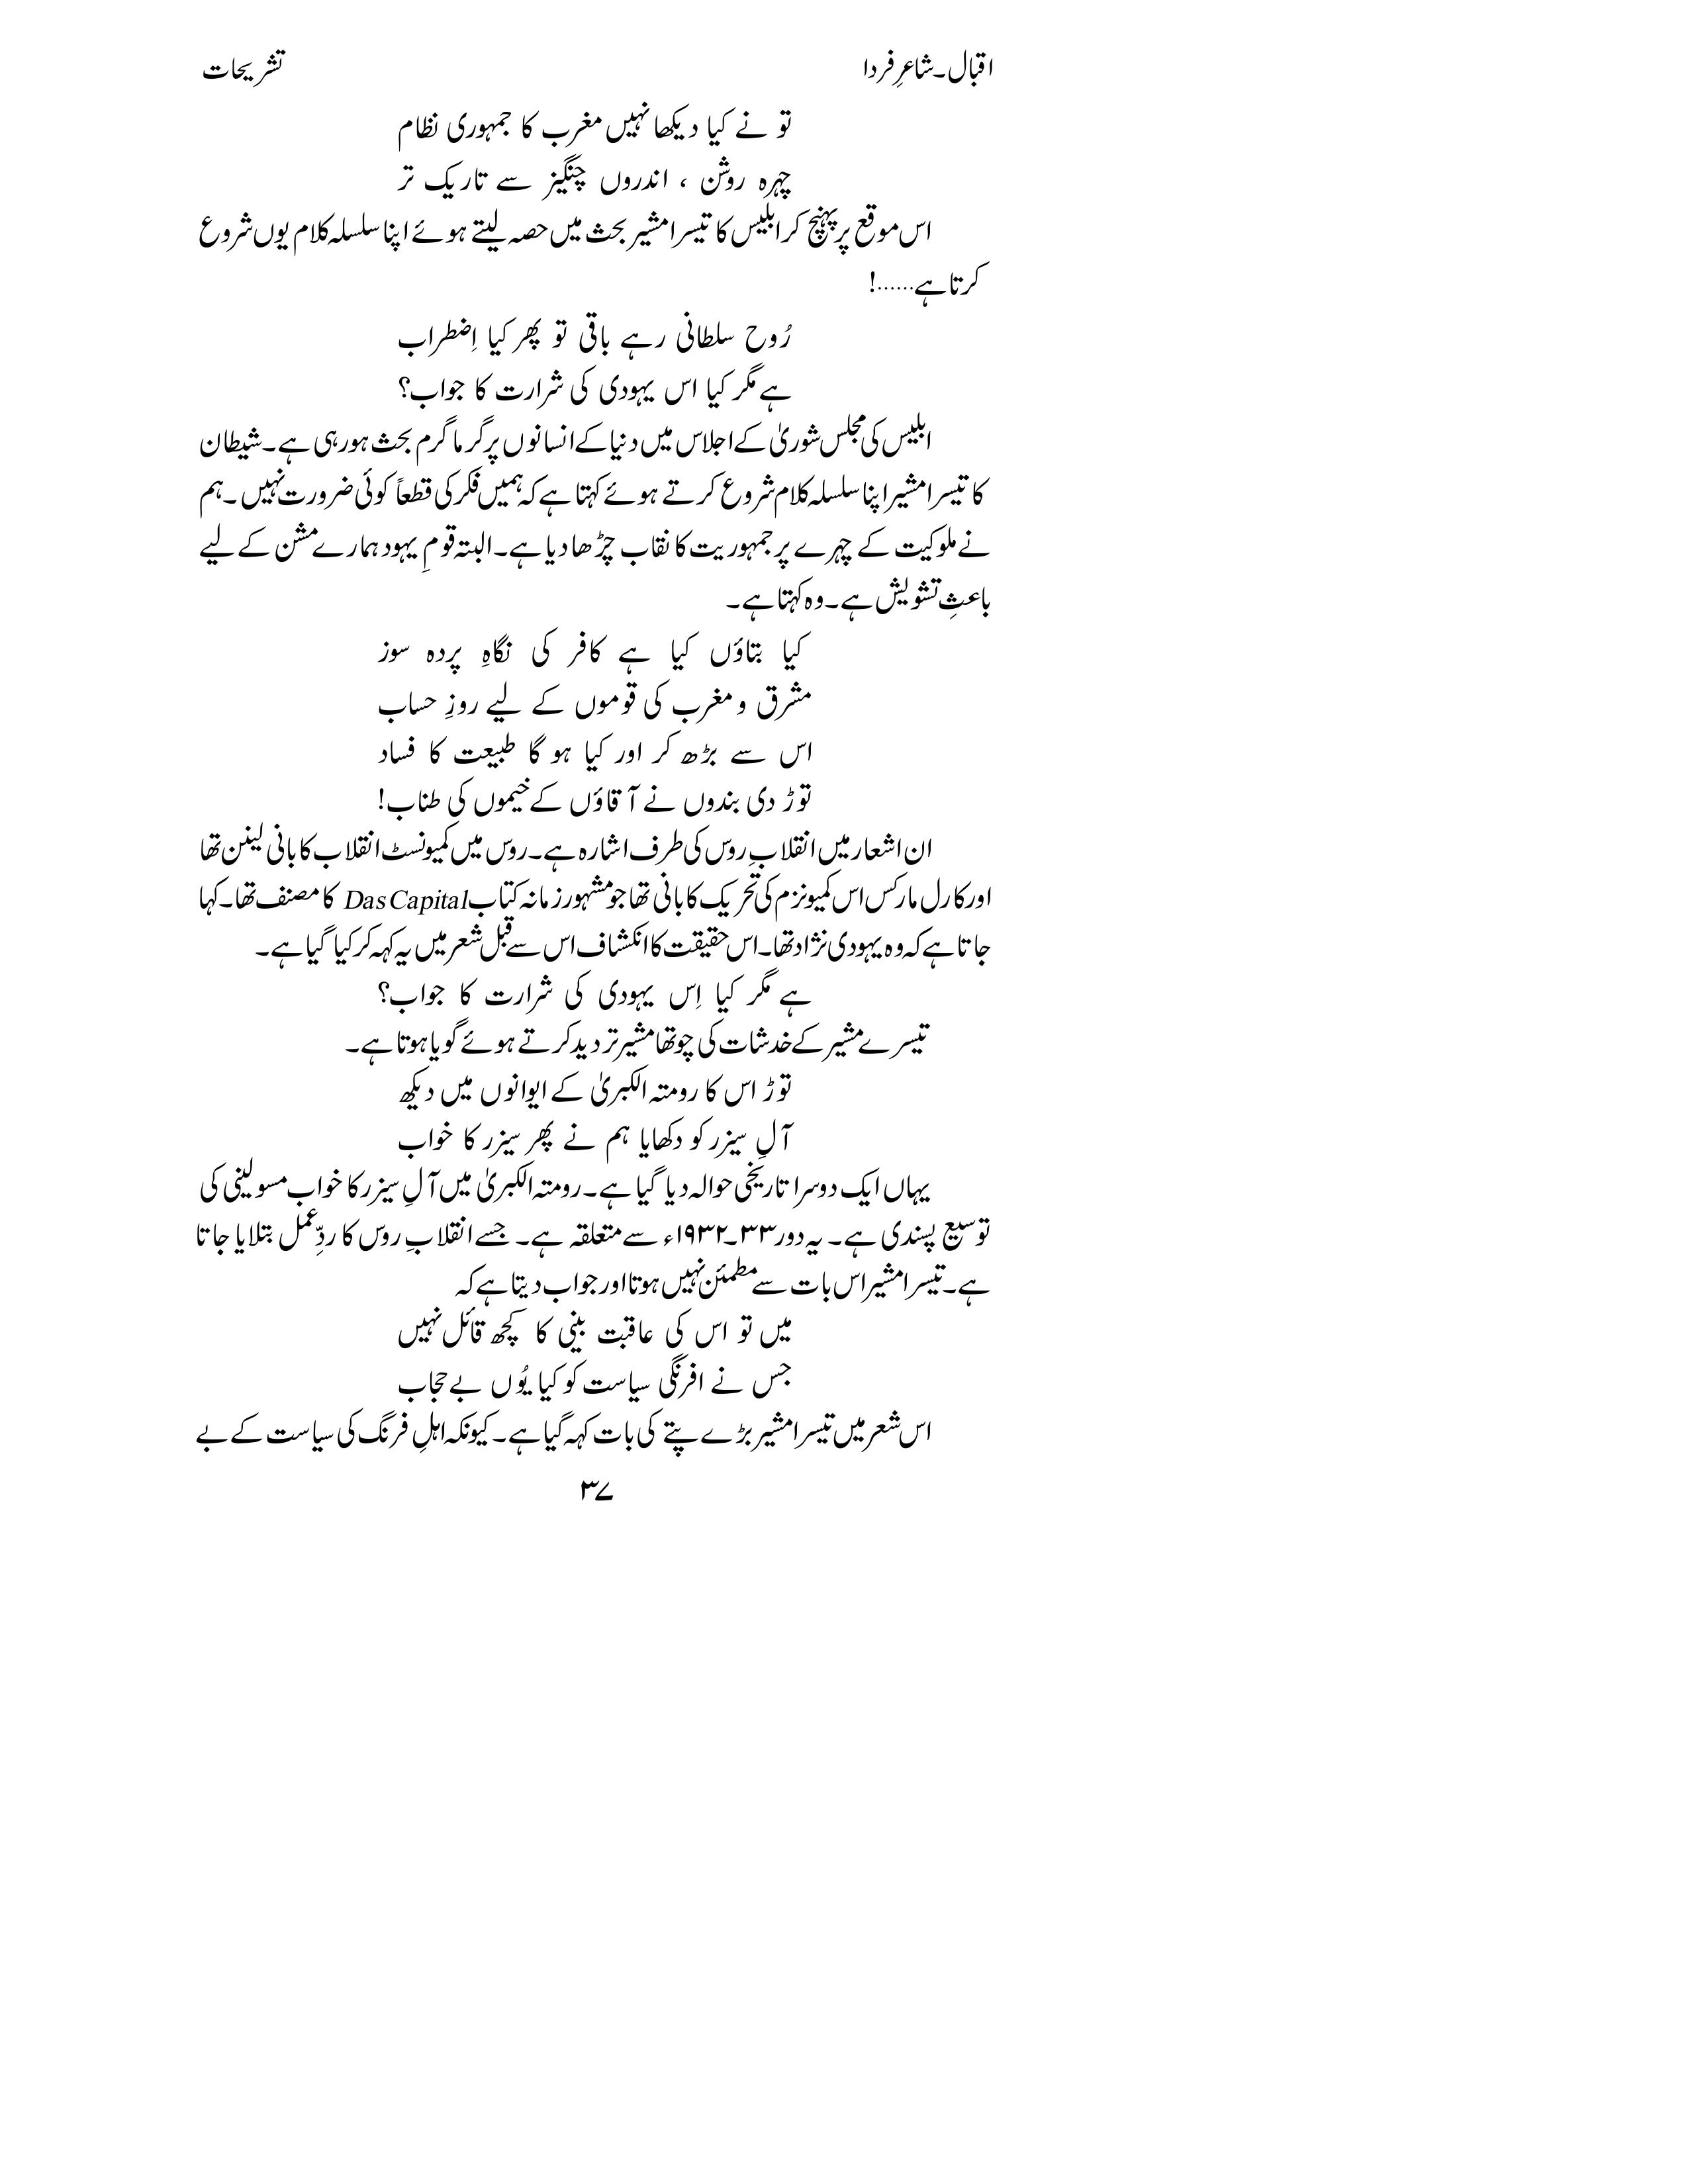 اقبال۔شاعرِ فردا تشریحات
تو نے کیا دیکھا نہیں مغرب کا جمہوری نظام
چہرہ روشن ، اندروں چنگیز سے تاریک تر
اس موقع پر پہنچ کر ابلیس کا تیسرا مشیر بحث میں حصہ لیتے ہوئے اپنا سلسلہ کلام یوں شروع
کرتا ہے......!
رُوح سلطانی رہے باقی تو پھر کیا اِضطراب
ہے مگر کیا اس یہودی کی شرارت کا جواب؟
ابلیس کی مجلس شوریٰ کے اجلاس میں دنیا کے انسانوں پر گرما گرم بحث ہورہی ہے۔ شیطان
کا تیسرا مشیر اپنا سلسلہ کلام شروع کرتے ہوئے کہتا ہے کہ ہمیں فکر کی قطعاً کوئی ضرورت نہیں۔ ہم
نے ملوکیت کے چہرے پر جمہوریت کا نقاب چڑھا دیا ہے۔ البتہ قومِ یہود ہمارے مشن کے لیے
باعثِ تشویش ہے۔ وہ کہتا ہے۔
کیا بتاؤں کیا ہے کافر کی نگاہِ پردہ سوز
مشرق و مغرب کی قوموں کے لیے روزِ حساب
اس سے بڑھ کر اور کیا ہو گا طبیعت کا فساد
توڑ دی بندوں نے آقاؤں کے خیموں کی طناب!
ان اشعار میں انقلابِ روس کی طرف اشارہ ہے۔ روس میں کمیونسٹ انقلاب کا بانی لینن تھا
اور کارل مارکس اس کمیونزم کی تحریک کا بانی تھا جو مشہور زمانہ کتاب Das Capital کا مصنف تھا۔ کہا
جاتا ہے کہ وہ یہودی نژاد تھا۔ اس حقیقت کا انکشاف اس سے قبل شعر میں یہ کہہ کر کیا گیا ہے۔
ہے مگر کیا اِس یہودی کی شرارت کا جواب؟
تیسرے مشیر کے خدشات کی چوتھا مشیر تردید کرتے ہوئے گویا ہوتا ہے۔
توڑ اس کا رومتہ الکبریٰ کے ایوانوں میں دیکھ
آلِ سیزر کو دکھایا ہم نے پھر سیزر کا خواب
یہاں ایک دوسرا تاریخی حوالہ دیا گیا ہے۔ رومتہ الکبریٰ میں آلِ سیزر کا خواب مسولینی کی
توسیع پسندی ہے۔ یہ دور ۳۳۔۱۹۳۲ء سے متعلقہ ہے۔ جسے انقلابِ روس کا ردِّعمل بتلایا جاتا
ہے۔ تیسرا مشیر اس بات سے مطمئن نہیں ہوتا اور جواب دیتا ہے کہ
میں تو اس کی عاقبت بینی کا کچھ قائل نہیں
جس نے افرنگی سیاست کو کیا یُوں بے حجاب
اس شعر میں تیسرا مشیر بڑے پتے کی بات کہہ گیا ہے۔ کیونکہ اہلِ فرنگ کی سیاست کے بے
۳۷